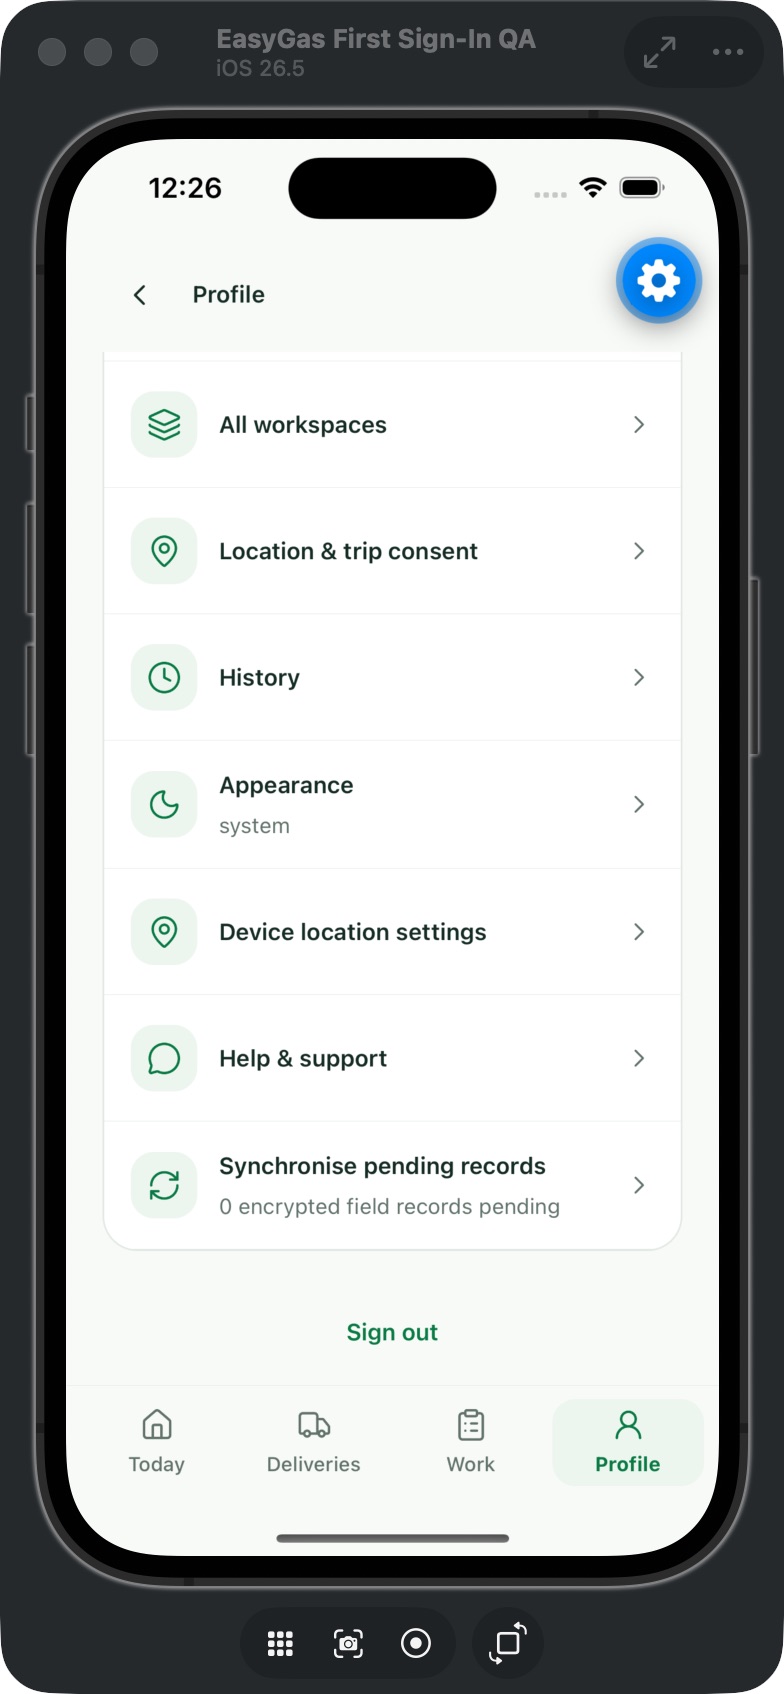 EasyGas First Sign-In QA
iOS 26.5
12:26
Profile
All workspaces
Location & trip consent
History
Appearance
system
Device location settings
Help & support
Synchronise pending records
0 encrypted field records pending
Sign out
Today
Deliveries
Work
Profile